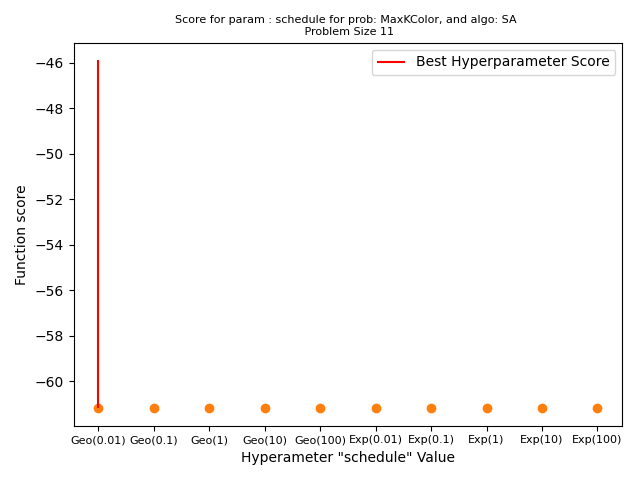 Score for param : schedule for prob: MaxKColor, and algo: SA
Problem Size 11
Best Hyperparameter Score
−46
−48
−50
−52
−54
−56
−58
−60
Function score
Geo(0.01) Geo(0.1) Geo(1) Geo(10) Geo(100) Exp(0.01) Exp(0.1) Exp(1) Exp(10) Exp(100)
Hyperameter "schedule" Value